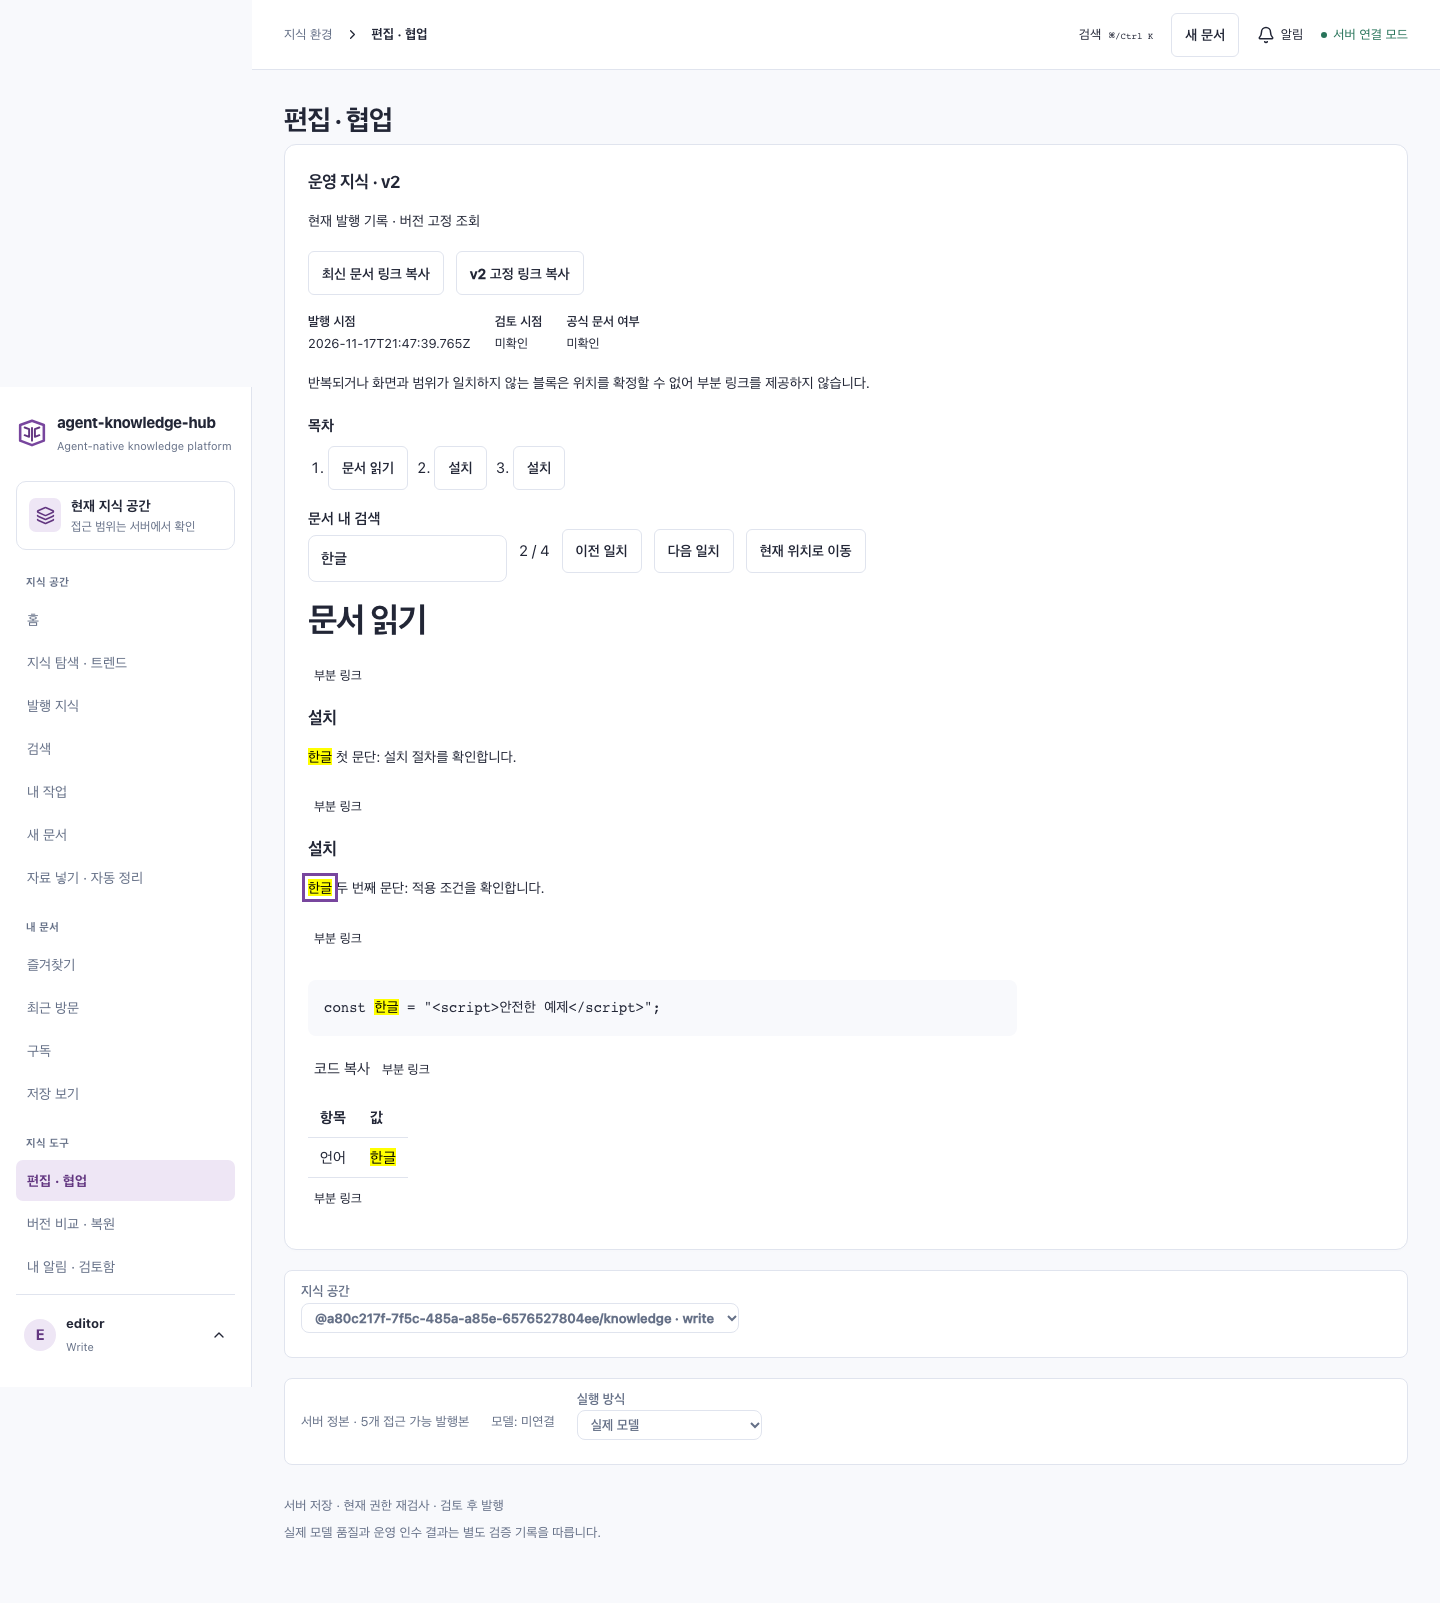 지식 환경 > 편집 · 협업
검색 ⌘/Ctrl K
새 문서
알림
서버 연결 모드
편집 · 협업
운영 지식 · v2
현재 발행 기록 · 버전 고정 조회
최신 문서 링크 복사
v2 고정 링크 복사
발행 시점
2026-11-17T21:47:39.765Z
검토 시점
미확인
공식 문서 여부
미확인
반복되거나 화면과 범위가 일치하지 않는 블록은 위치를 확정할 수 없어 부분 링크를 제공하지 않습니다.
목차
1. 문서 읽기
2. 설치
3. 설치
문서 내 검색
한글
2 / 4
이전 일치
다음 일치
현재 위치로 이동
문서 읽기
부분 링크
설치
한글 첫 문단: 설치 절차를 확인합니다.
부분 링크
설치
한글 두 번째 문단: 적용 조건을 확인합니다.
부분 링크
const 한글 = "<script>안전한 예제</script>";
코드 복사 부분 링크
항목 값
언어 한글
부분 링크
지식 공간
@a80c217f-7f5c-485a-a85e-6576527804ee/knowledge · write
서버 정본 · 5개 접근 가능 발행본
모델: 미연결
실행 방식
실제 모델
서버 저장 · 현재 권한 재검사 · 검토 후 발행
실제 모델 품질과 운영 인수 결과는 별도 검증 기록을 따릅니다.
agent-knowledge-hub
Agent-native knowledge platform
현재 지식 공간
접근 범위는 서버에서 확인
지식 공간
홈
지식 탐색 · 트렌드
발행 지식
검색
내 작업
새 문서
자료 넣기 · 자동 정리
내 문서
즐겨찾기
최근 방문
구독
저장 보기
지식 도구
편집 · 협업
버전 비교 · 복원
내 알림 · 검토함
E
editor
Write